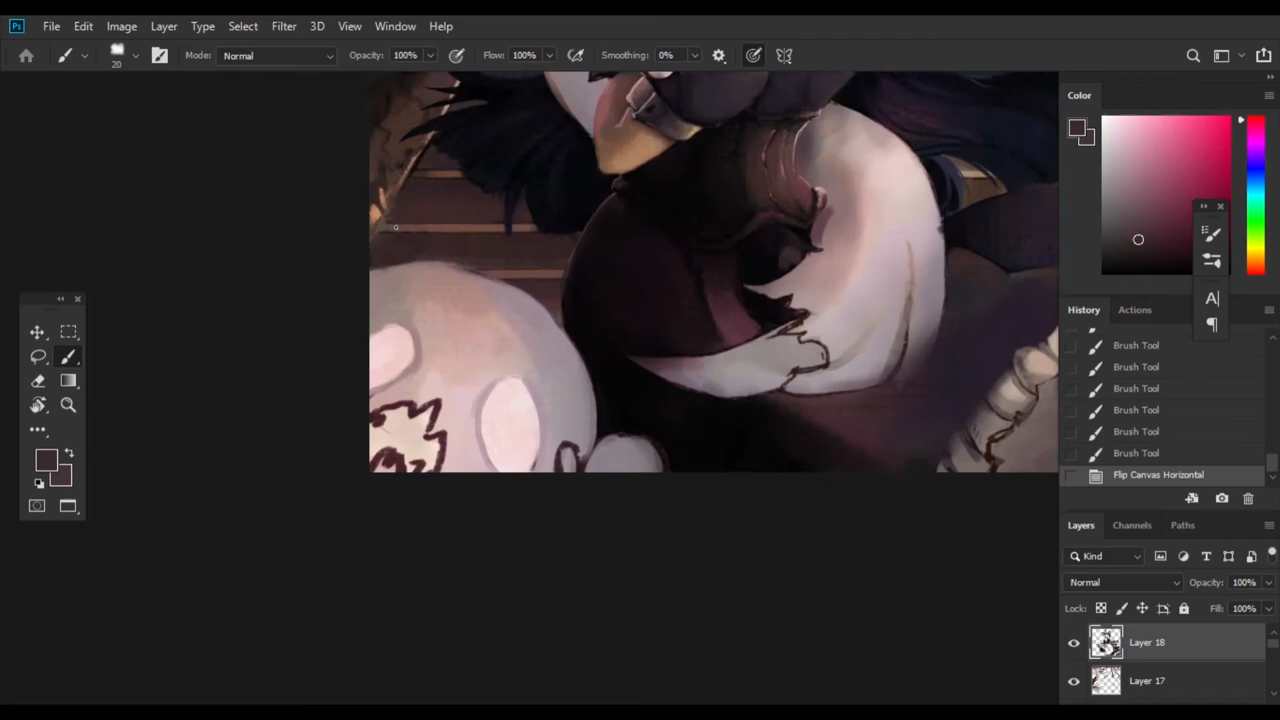 Ps File Edit Image Layer Type Select Filter 3D View Window Help
20 Mode: Normal Opacity: 100% Flow: 100% Smoothing: 0%
Color
History Actions
Brush Tool
Brush Tool
Brush Tool
Brush Tool
Brush Tool
Brush Tool
Flip Canvas Horizontal
Layers Channels Paths
Kind
Normal Opacity: 100%
Lock: Fill: 100%
Layer 18
Layer 17